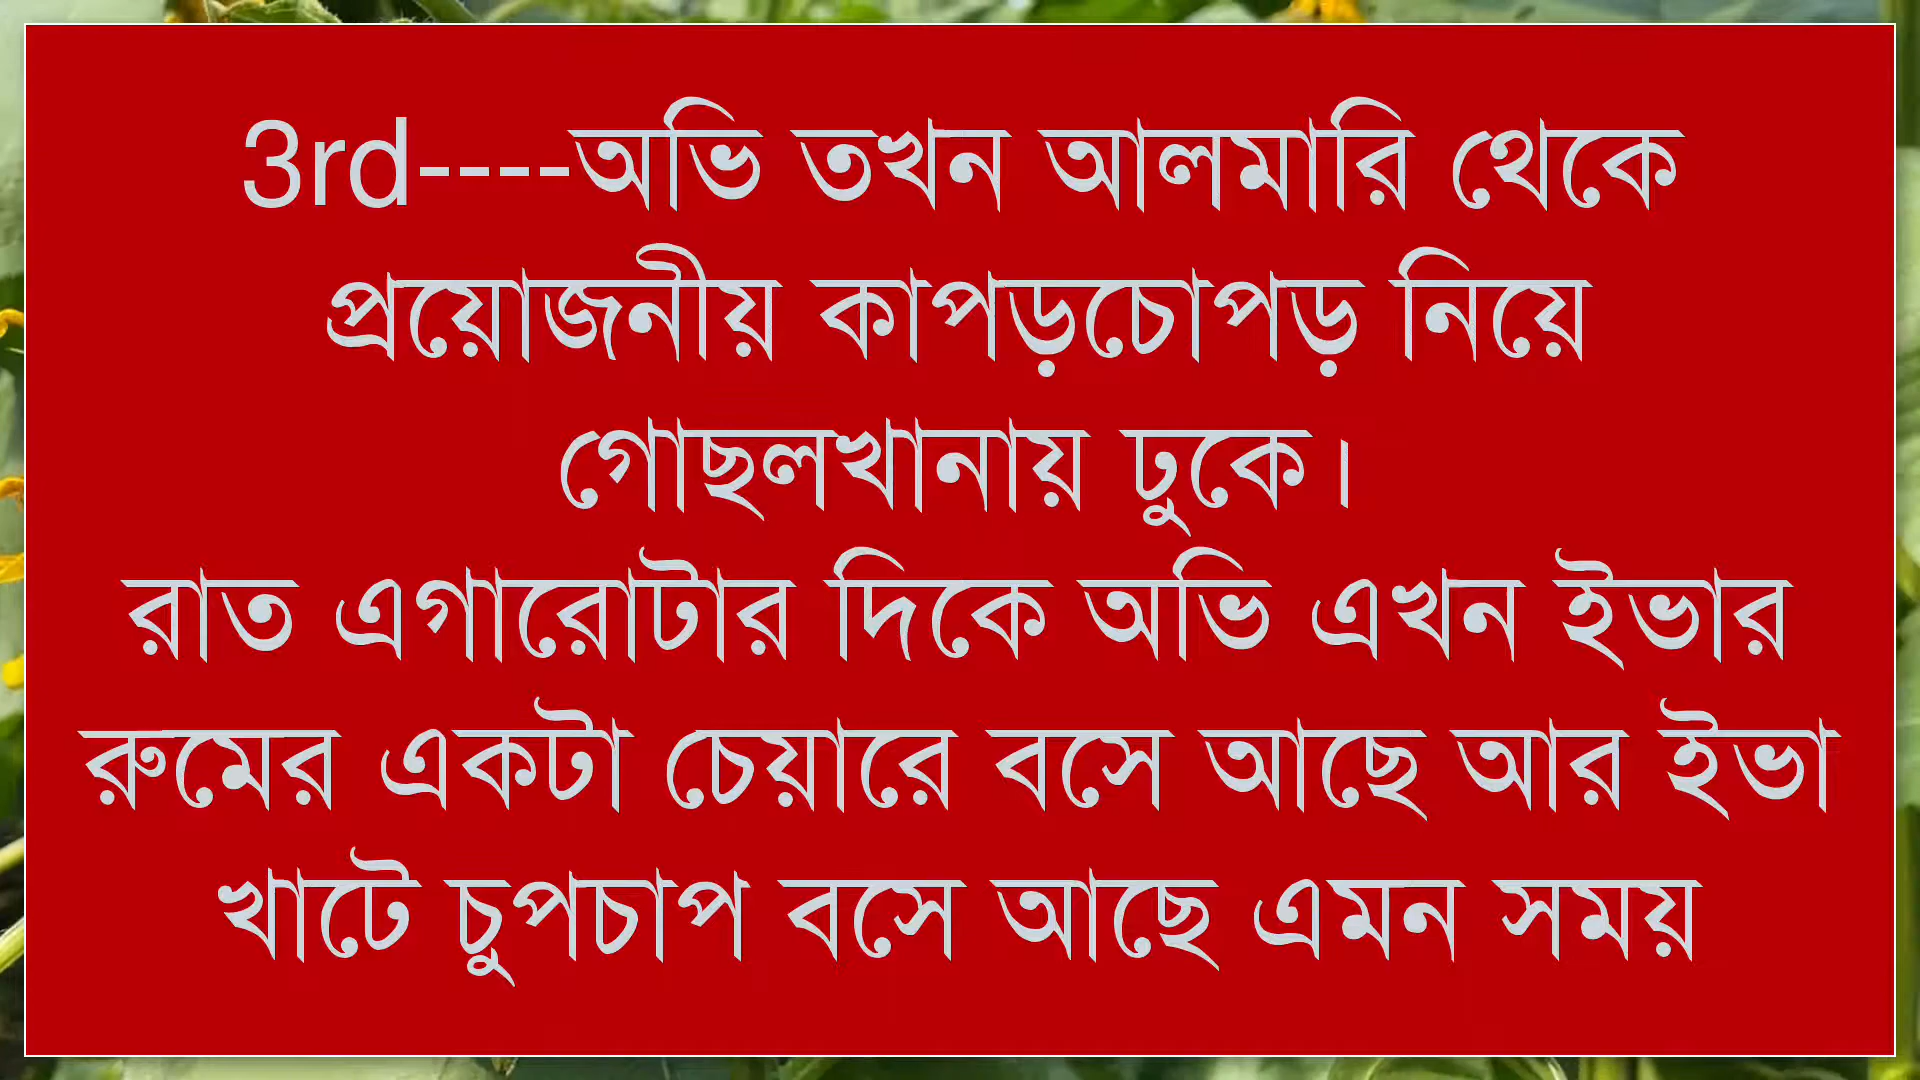 3rd----অভি তখন আলমারি থেকে
প্রয়োজনীয় কাপড়চোপড় নিয়ে
গোছলখানায় ঢুকে।
রাত এগারোটার দিকে অভি এখন ইভার
রুমের একটা চেয়ারে বসে আছে আর ইভা
খাটে চুপচাপ বসে আছে এমন সময়